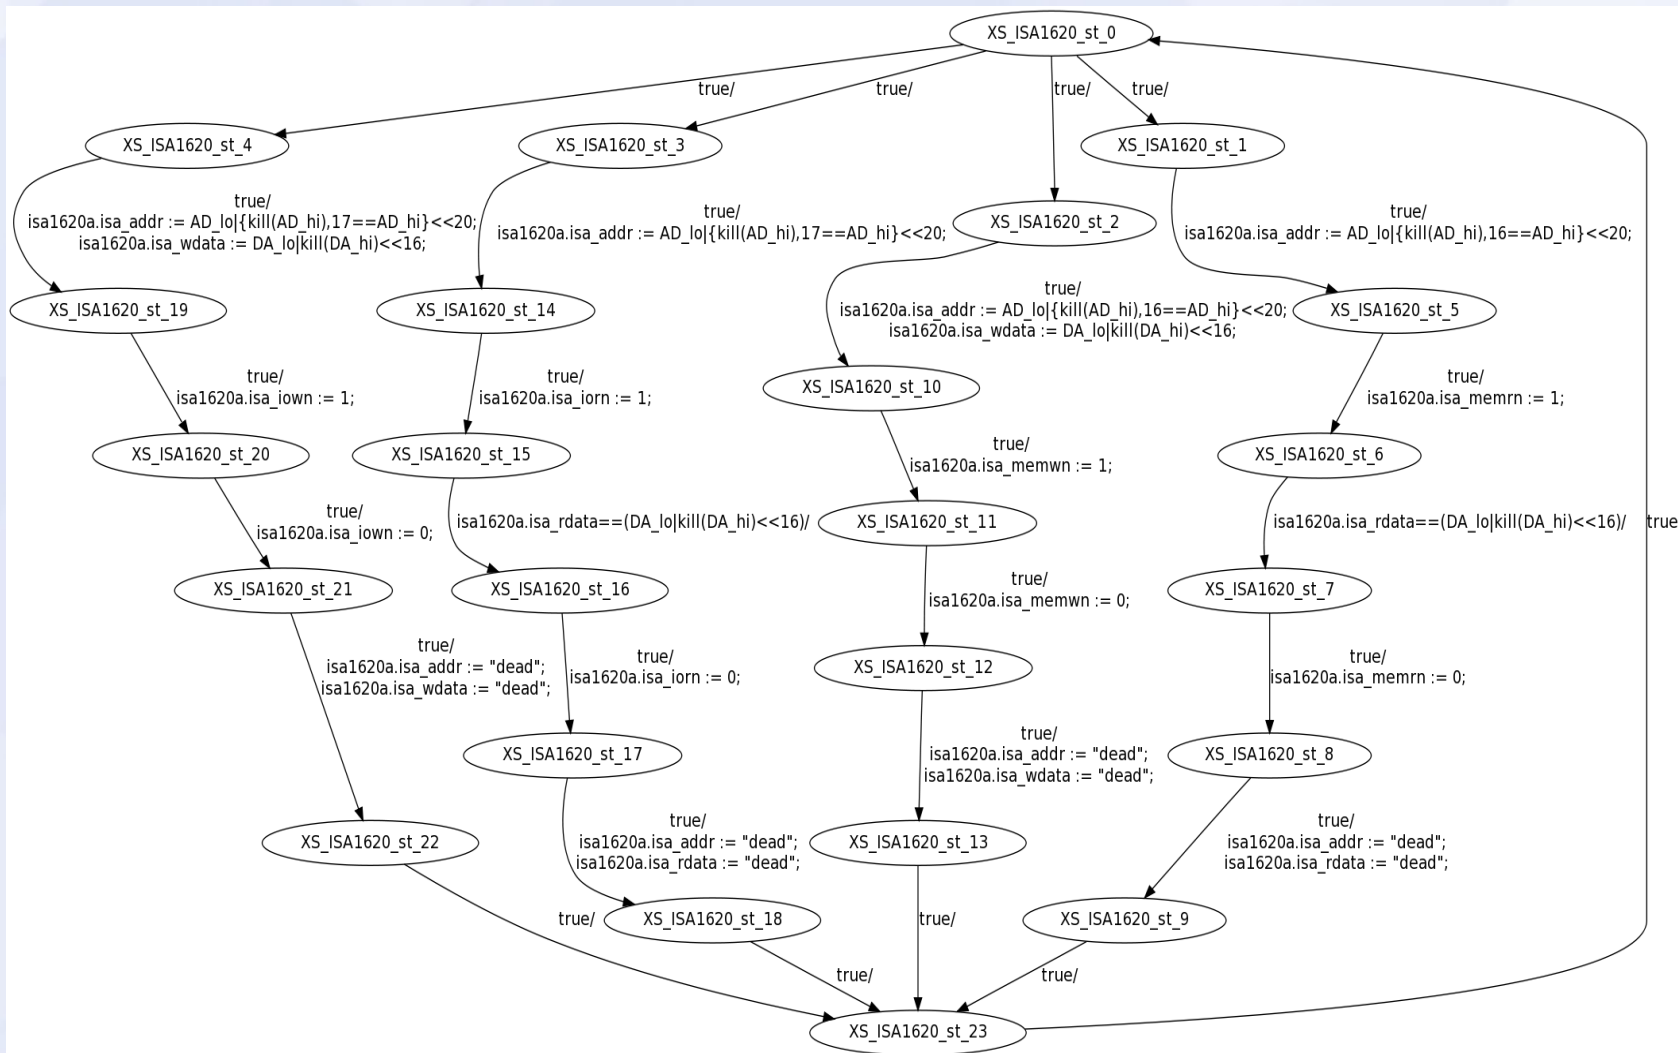 XS_ISA1620_st_0
true/
true/
true/
true/
XS_ISA1620_st_4
XS_ISA1620_st_3
XS_ISA1620_st_1
XS_ISA1620_st_2
true/
isa1620a.isa_addr := AD_lo|{kill(AD_hi),17==AD_hi}<<20;
isa1620a.isa_wdata := DA_lo|kill(DA_hi)<<16;
true/
isa1620a.isa_addr := AD_lo|{kill(AD_hi),17==AD_hi}<<20;
true/
isa1620a.isa_addr := AD_lo|{kill(AD_hi),16==AD_hi}<<20;
XS_ISA1620_st_19
XS_ISA1620_st_14
true/
isa1620a.isa_addr := AD_lo|{kill(AD_hi),16==AD_hi}<<20;
isa1620a.isa_wdata := DA_lo|kill(DA_hi)<<16;
XS_ISA1620_st_5
true/
isa1620a.isa_iown := 1;
true/
isa1620a.isa_iorn := 1;
XS_ISA1620_st_10
true/
isa1620a.isa_memrn := 1;
XS_ISA1620_st_20
XS_ISA1620_st_15
true/
isa1620a.isa_memwn := 1;
XS_ISA1620_st_6
true/
isa1620a.isa_iown := 0;
isa1620a.isa_rdata==(DA_lo|kill(DA_hi)<<16)/
XS_ISA1620_st_11
isa1620a.isa_rdata==(DA_lo|kill(DA_hi)<<16)/
true
XS_ISA1620_st_21
XS_ISA1620_st_16
true/
isa1620a.isa_memwn := 0;
XS_ISA1620_st_7
true/
isa1620a.isa_addr := "dead";
isa1620a.isa_wdata := "dead";
true/
isa1620a.isa_iorn := 0;
XS_ISA1620_st_12
true/
isa1620a.isa_memrn := 0;
XS_ISA1620_st_17
true/
isa1620a.isa_addr := "dead";
isa1620a.isa_wdata := "dead";
XS_ISA1620_st_8
XS_ISA1620_st_22
true/
isa1620a.isa_addr := "dead";
isa1620a.isa_rdata := "dead";
XS_ISA1620_st_13
true/
isa1620a.isa_addr := "dead";
isa1620a.isa_rdata := "dead";
true/
XS_ISA1620_st_18
true/
XS_ISA1620_st_9
true/
true/
XS_ISA1620_st_23